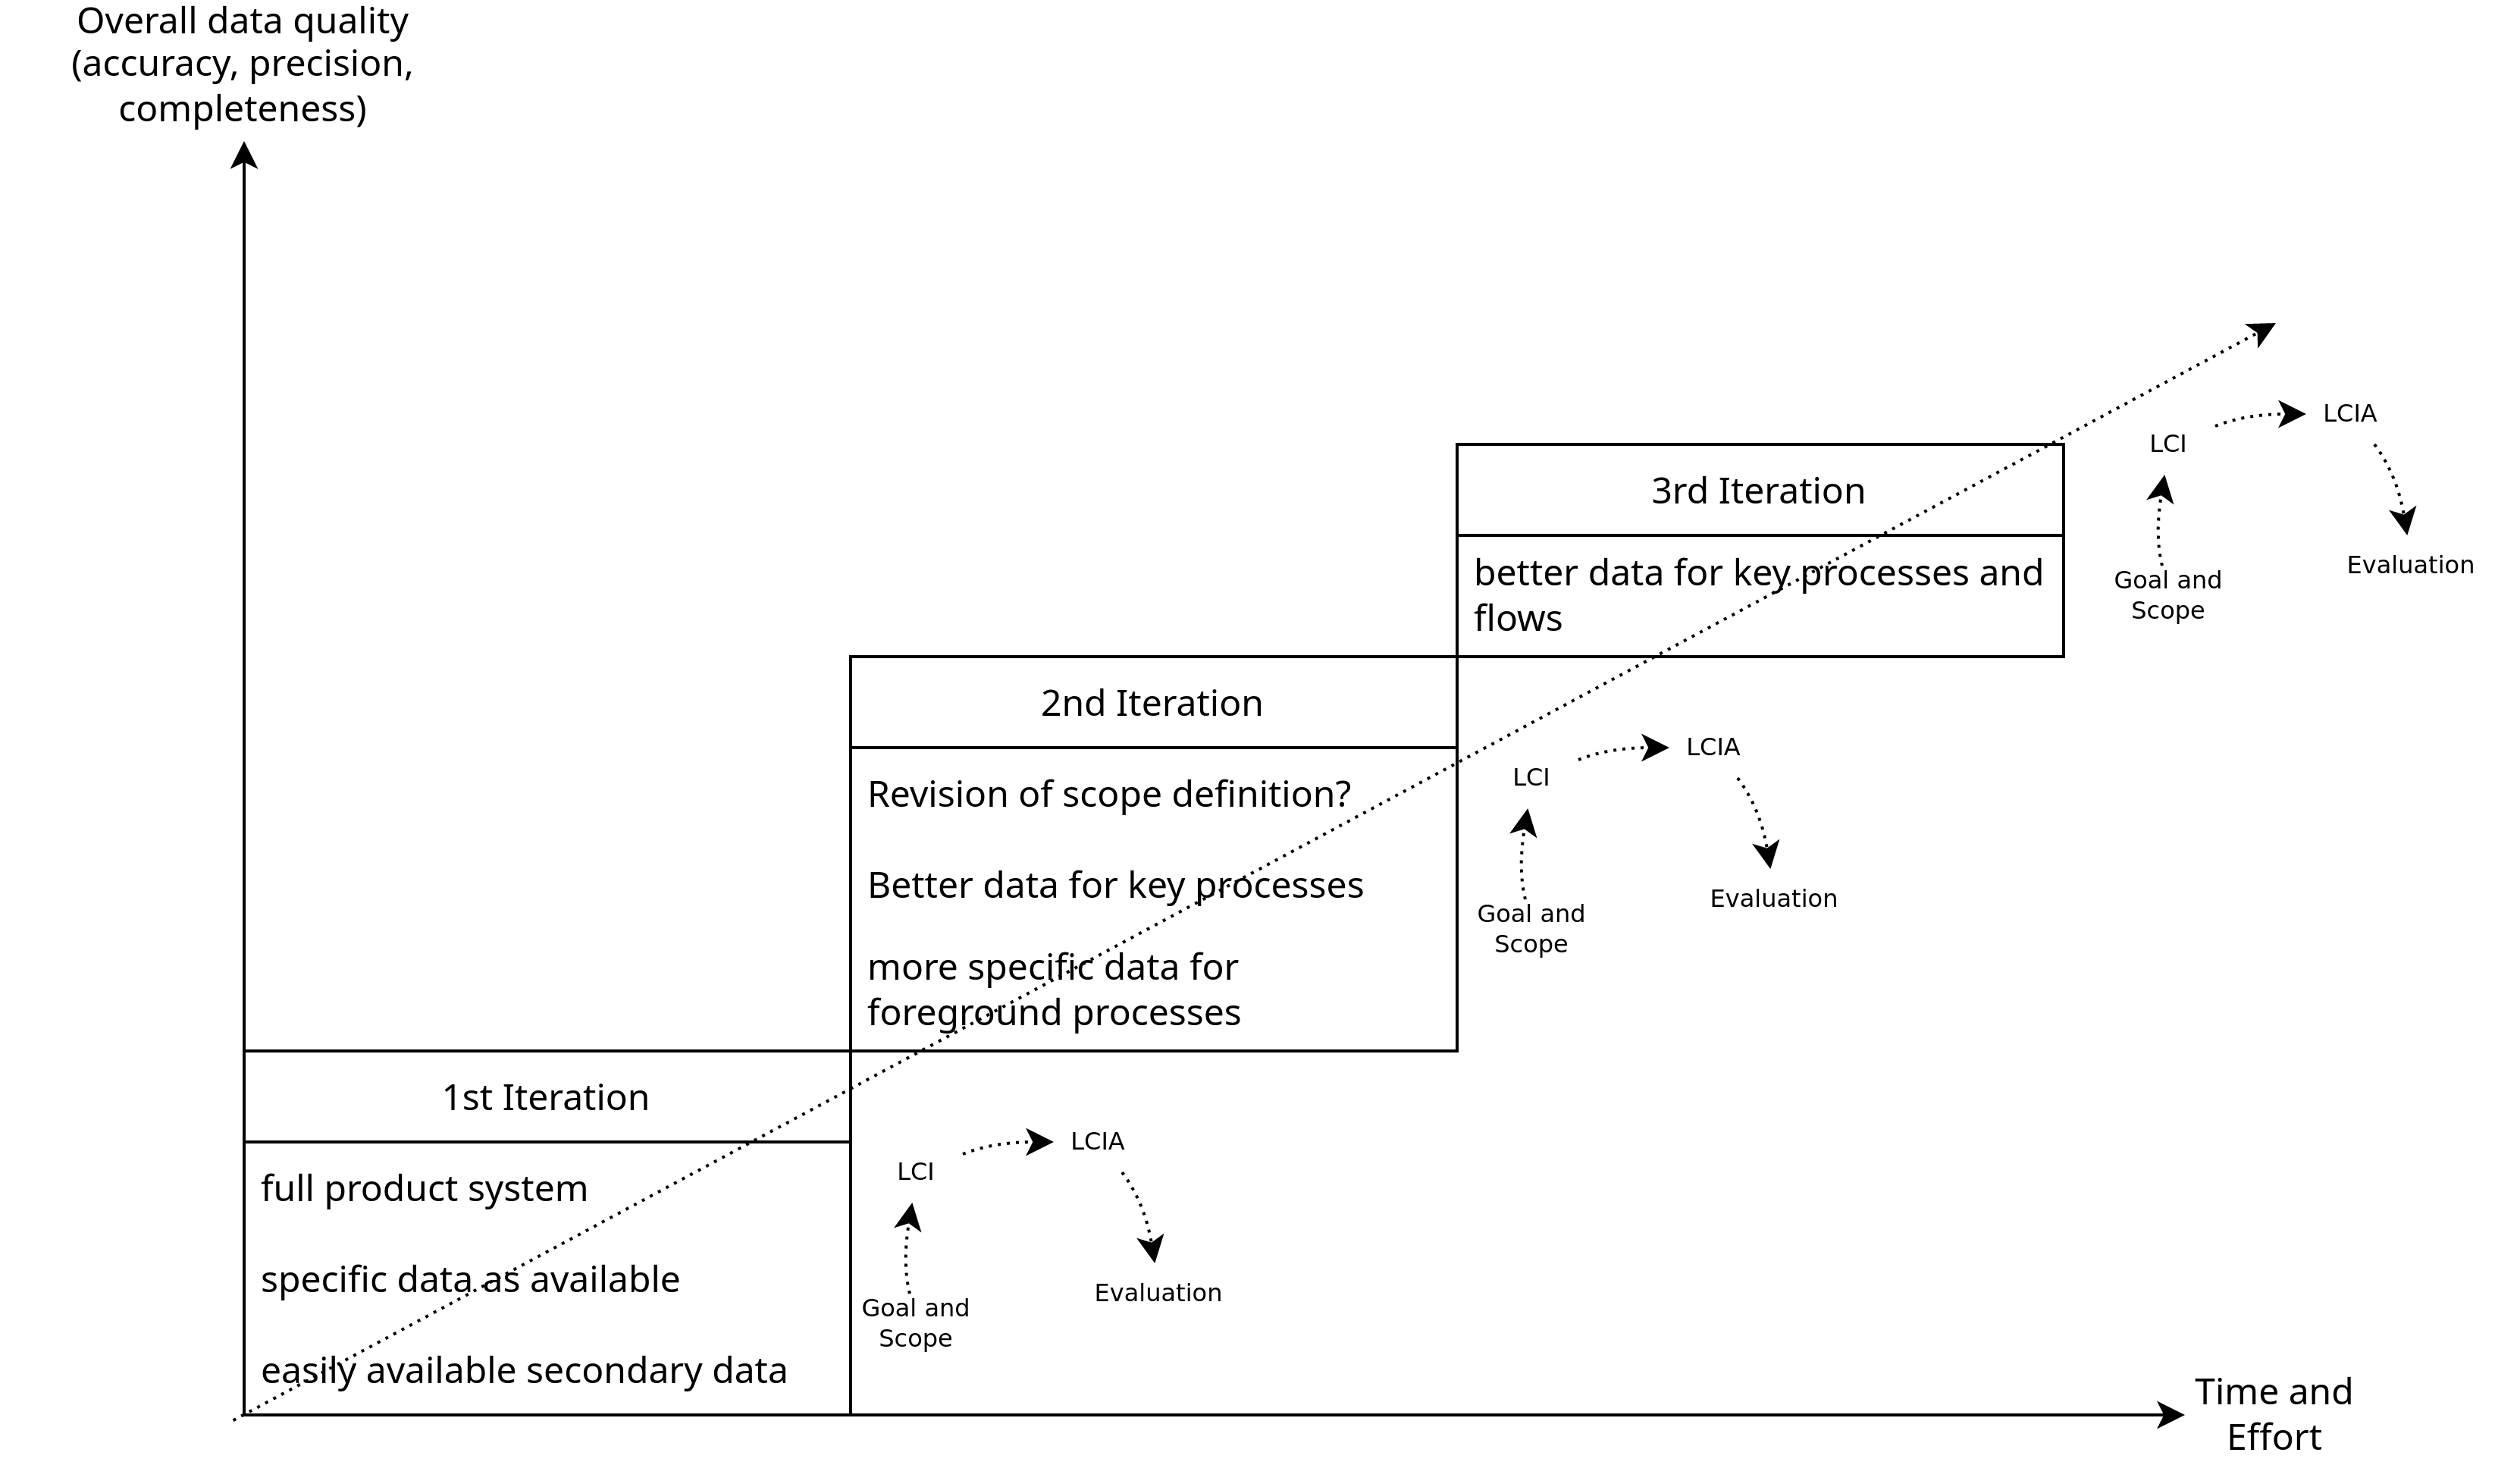 Overall data quality
(accuracy, precision,
completeness)
LCIA
LCI
3rd Iteration
better data for key processes and
flows
Evaluation
Goal and
Scope
2nd Iteration
Revision of scope definition?
Better data for key processes
more specific data for
foreground processes
LCIA
LCI
Evaluation
Goal and
Scope
1st Iteration
full product system
specific data as available
easily available secondary data
LCIA
LCI
Evaluation
Goal and
Scope
Time and
Effort